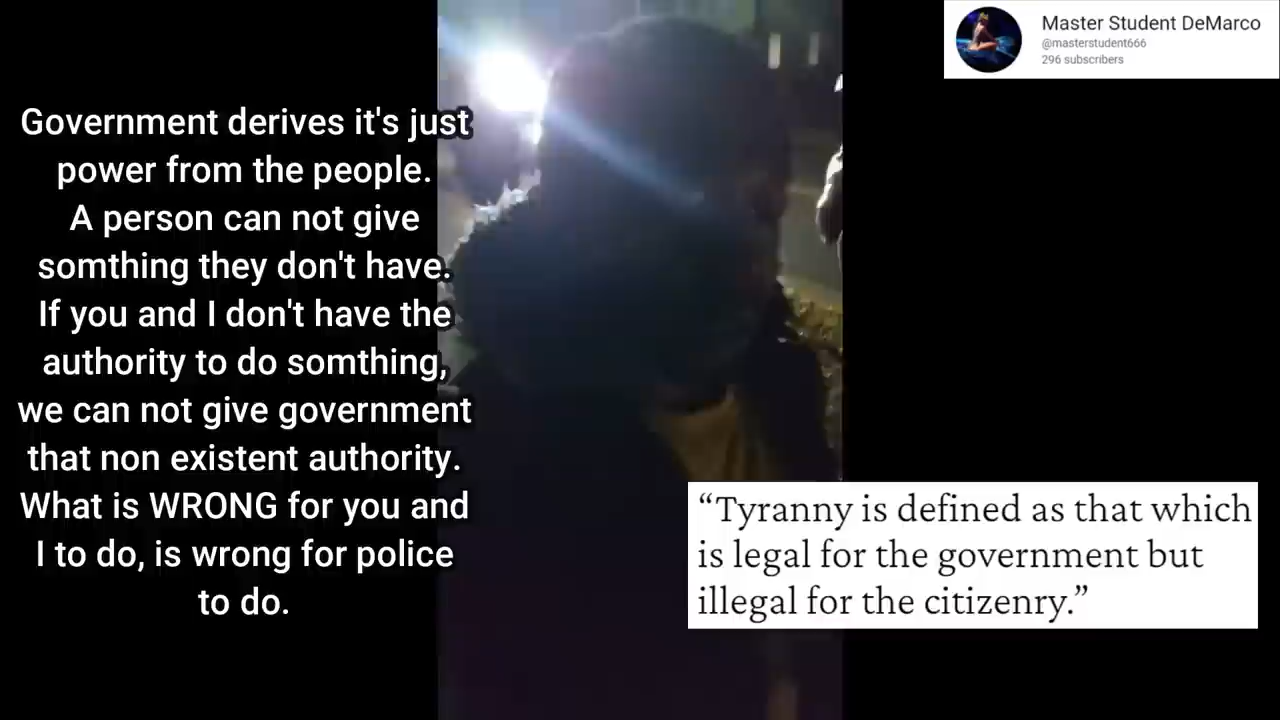 Master Student DeMarco
@masterstudent666
296 subscribers
Government derives it's just
power from the people.
A person can not give
somthing they don't have.
If you and I don't have the
authority to do somthing,
we can not give government
that non existent authority.
What is WRONG for you and
I to do, is wrong for police
to do.
“Tyranny is defined as that which
is legal for the government but
illegal for the citizenry.”